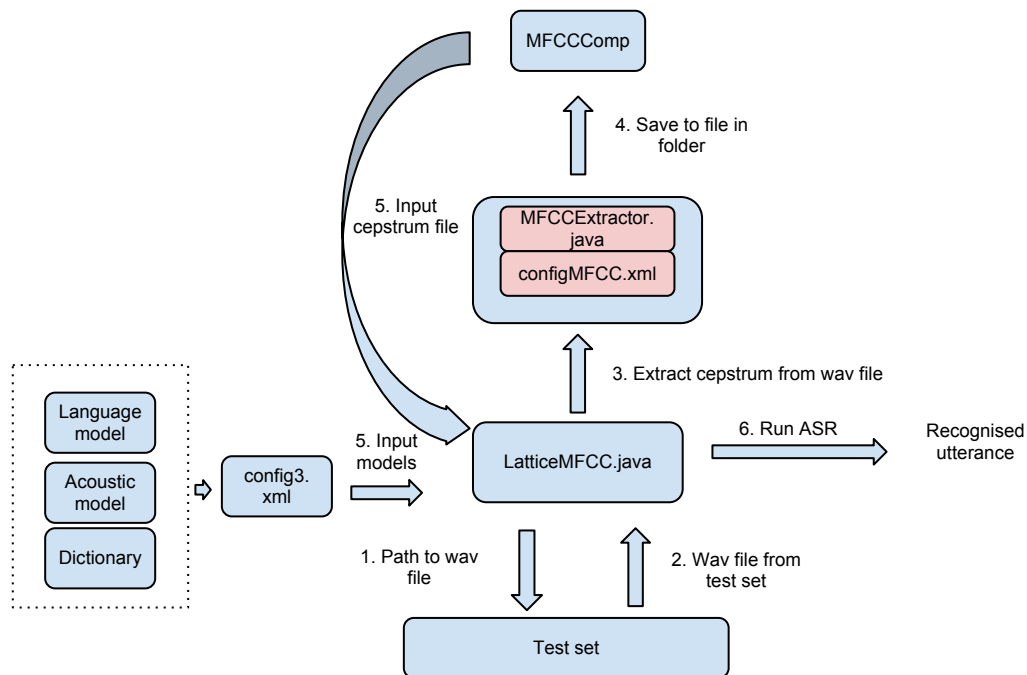 MFCCComp
4. Save to file in
folder
5. Input
cepstrum file
MFCCExtractor.
java
configMFCC.xml
3. Extract cepstrum from wav file
Language
model
Acoustic
model
Dictionary
config3.
xml
5. Input
models
LatticeMFCC.java
6. Run ASR
Recognised
utterance
1. Path to wav
file
2. Wav file from
test set
Test set